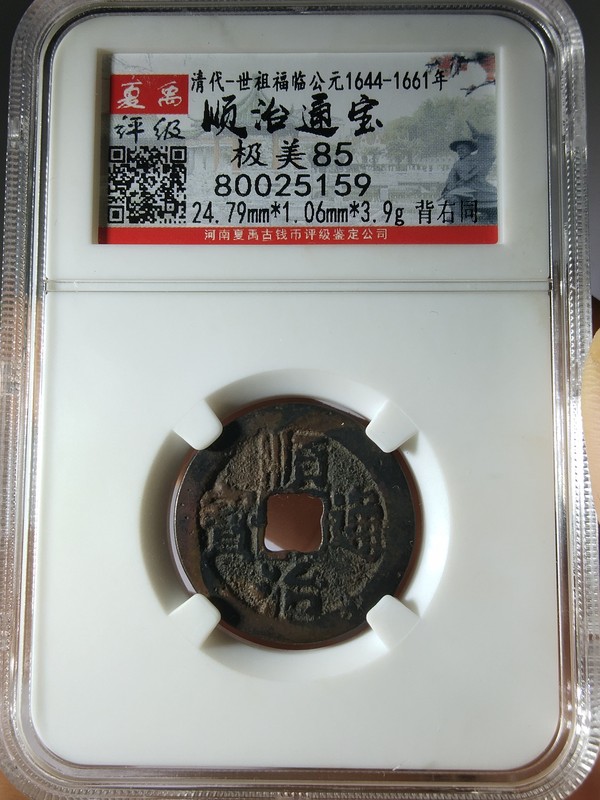 清代-世祖福临公元1644-1661年
夏禹
评级
顺治通宝
极美85
80025159
24.79mm*1.06mm*3.9g 背右同
河南夏禹古钱币评级鉴定公司
順治通寳